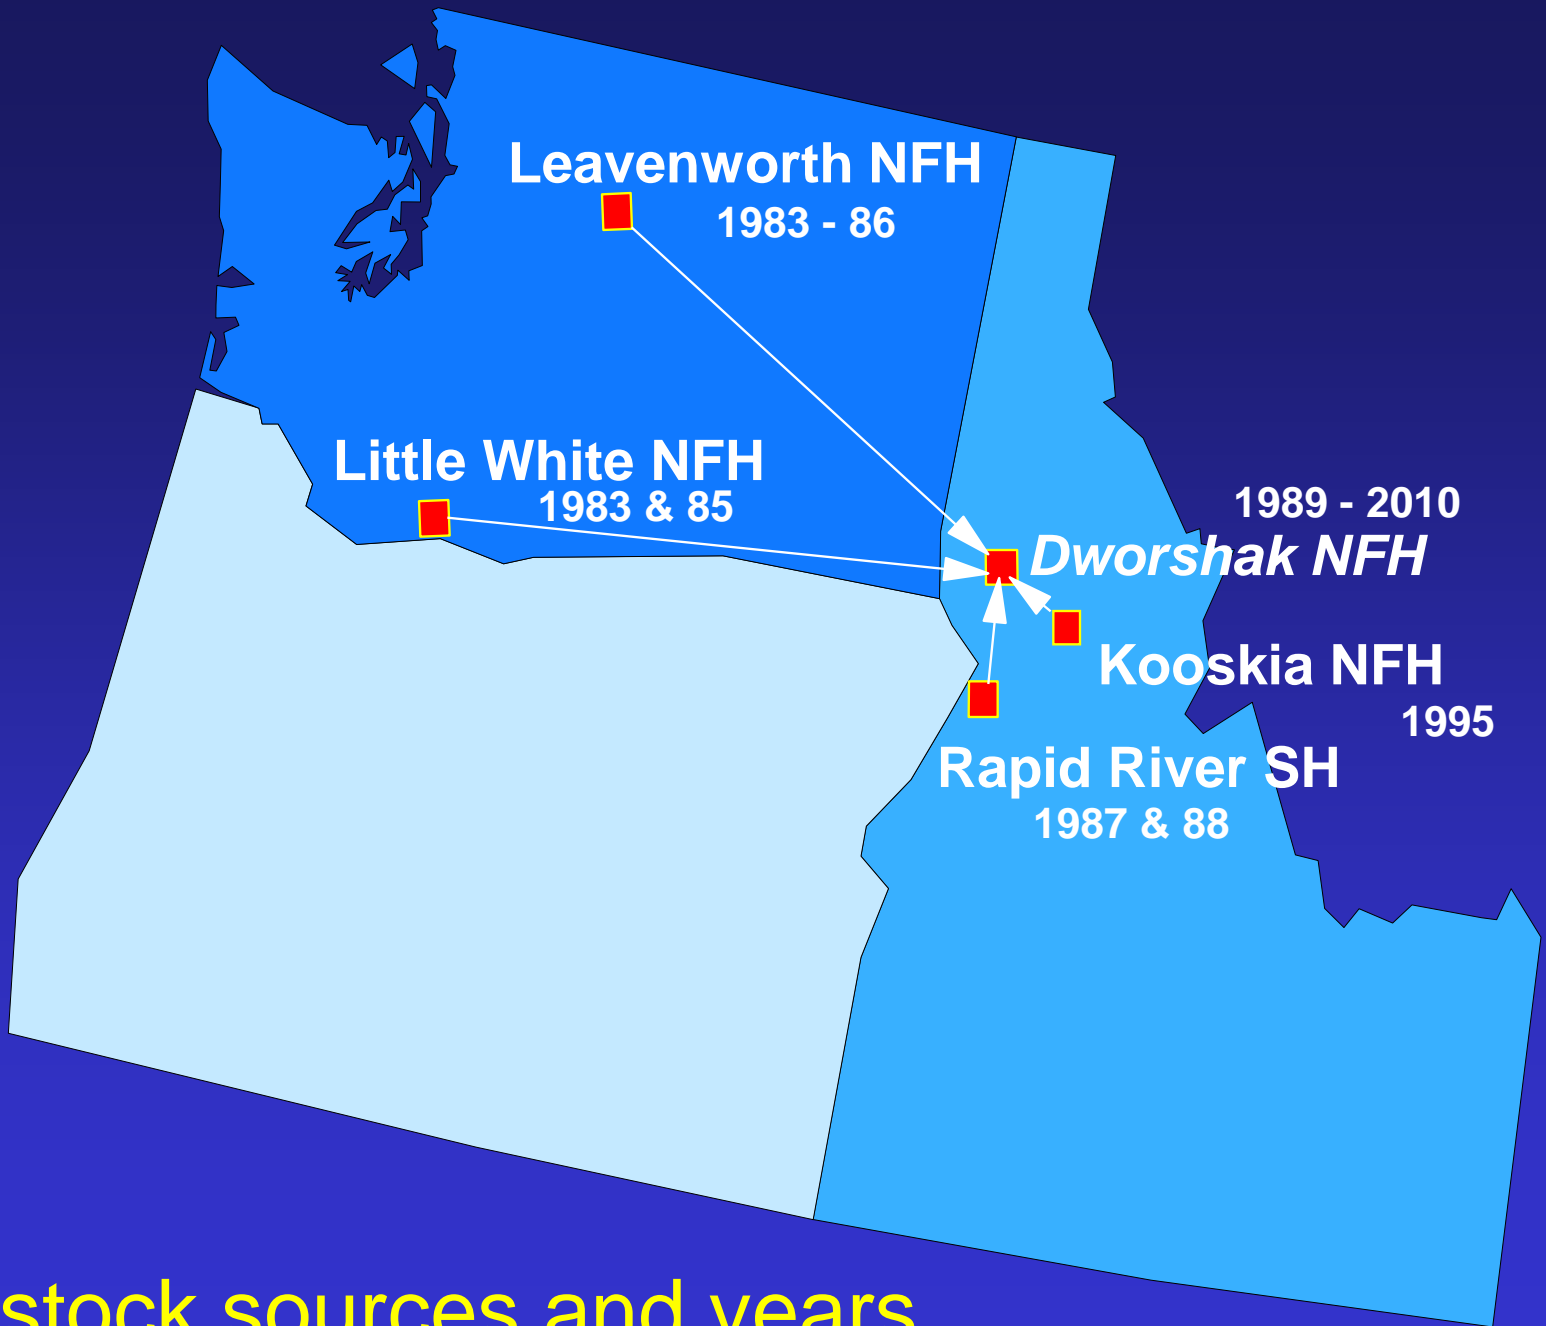 Leavenworth NFH
1983 - 86
Little White NFH
1983 & 85
1989 - 2010
Dworshak NFH
Kooskia NFH
1995
Rapid River SH
1987 & 88
stock sources and years